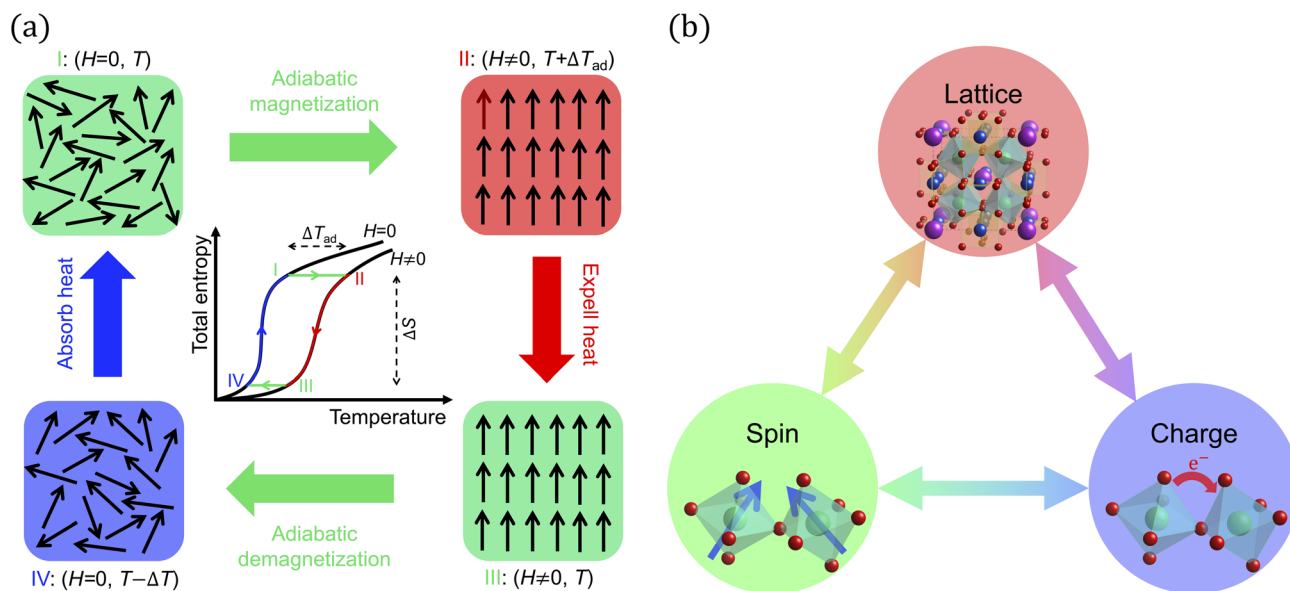 (a)
I: (H=0, T)
Adiabatic
magnetization
II: (H≠0, T+ΔTad)
Absorb heat
Total entropy
ΔTad
H=0
H≠0
I
II
ΔS
IV
III
Temperature
Expell heat
IV: (H=0, T−ΔT)
Adiabatic
demagnetization
III: (H≠0, T)
(b)
Lattice
Spin
Charge
e−